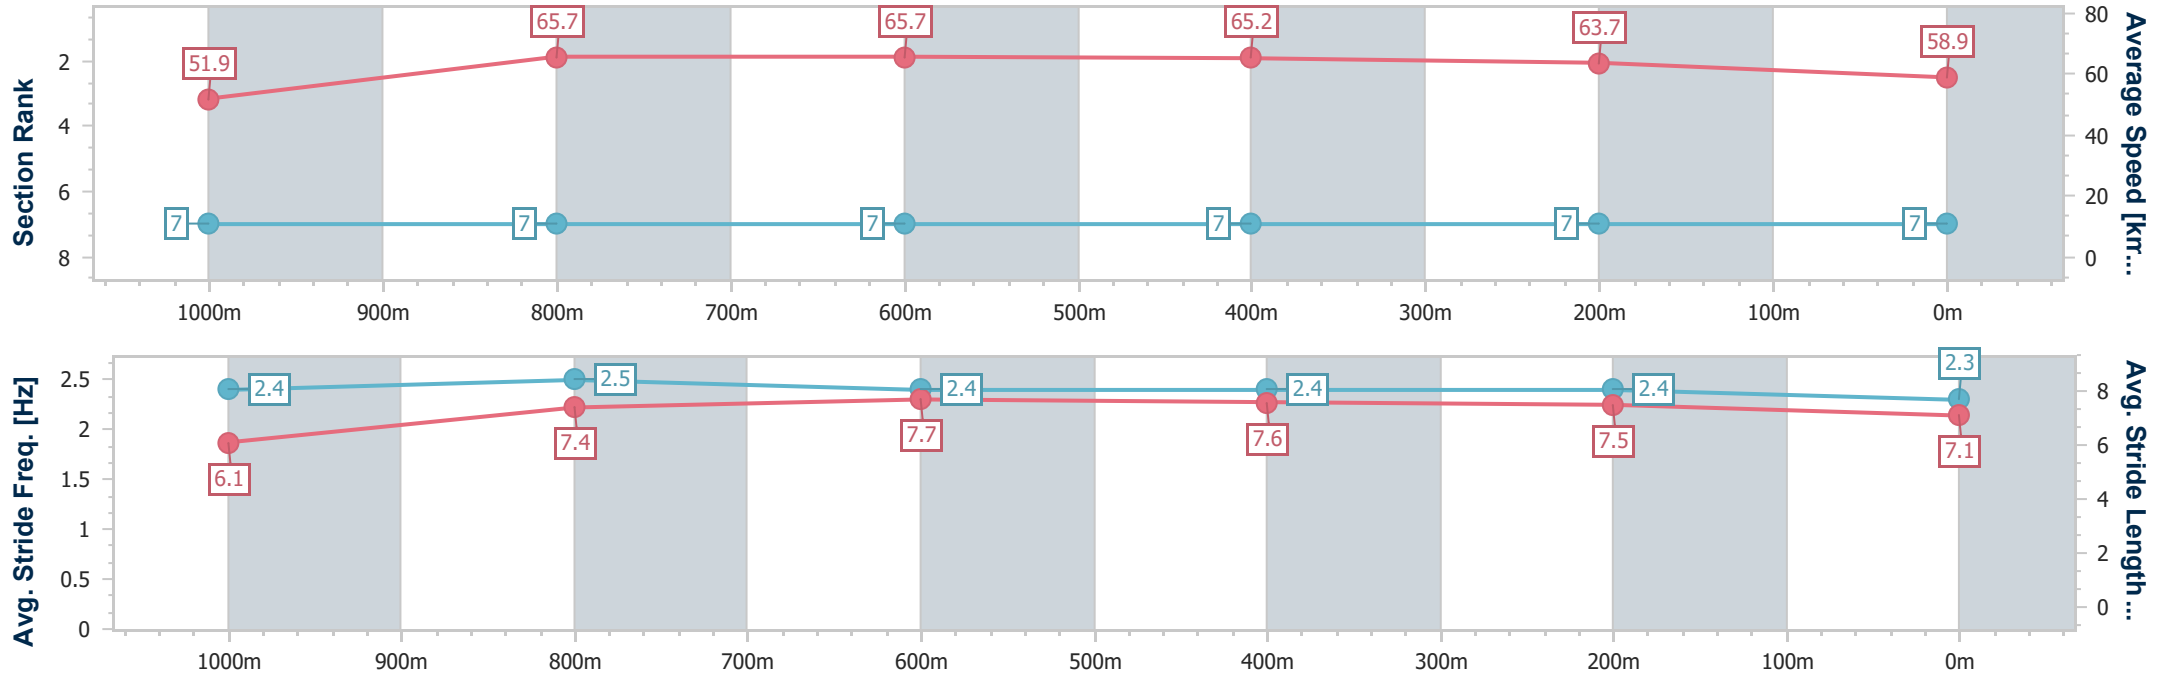 Section Rank
2
4
6
8
51.9
65.7
65.7
65.2
63.7
58.9
7
7
7
7
7
7
80
60
40
20
0
Average Speed [km...
1000m
900m
800m
700m
600m
500m
400m
300m
200m
100m
0m
Avg. Stride Freq. [Hz]
2.5
2
1.5
1
0.5
0
2.4
2.5
2.4
2.4
2.4
2.3
6.1
7.4
7.7
7.6
7.5
7.1
8
6
4
2
0
Avg. Stride Length ...
1000m
900m
800m
700m
600m
500m
400m
300m
200m
100m
0m